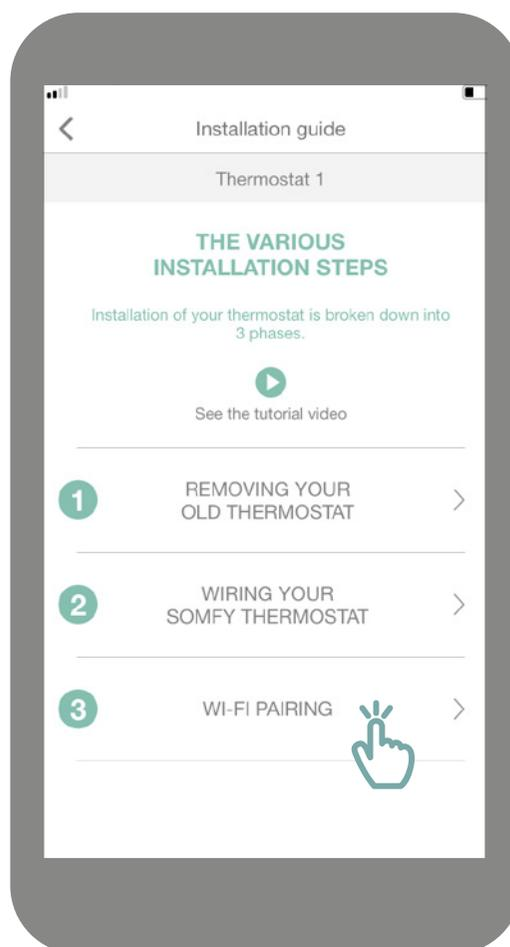 Installation guide
Thermostat 1
THE VARIOUS
INSTALLATION STEPS
Installation of your thermostat is broken down into
3 phases.
See the tutorial video
1
REMOVING YOUR
OLD THERMOSTAT
2
WIRING YOUR
SOMFY THERMOSTAT
3
WI-FI PAIRING